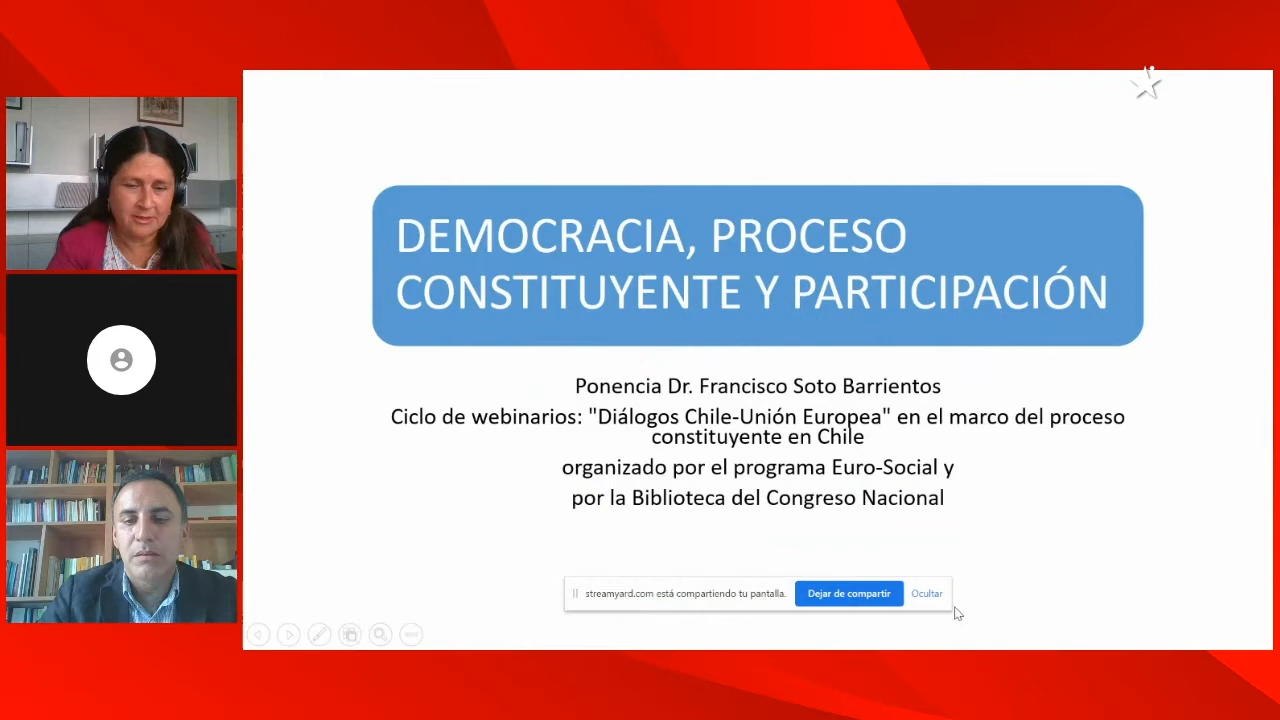 DEMOCRACIA, PROCESO
CONSTITUYENTE Y PARTICIPACIÓN
Ponencia Dr. Francisco Soto Barrientos
Ciclo de webinarios: "Diálogos Chile-Unión Europea" en el marco del proceso
constituyente en Chile
organizado por el programa Euro-Social y
por la Biblioteca del Congreso Nacional
streamyard.com está compartiendo tu pantalla.
Dejar de compartir
Ocultar